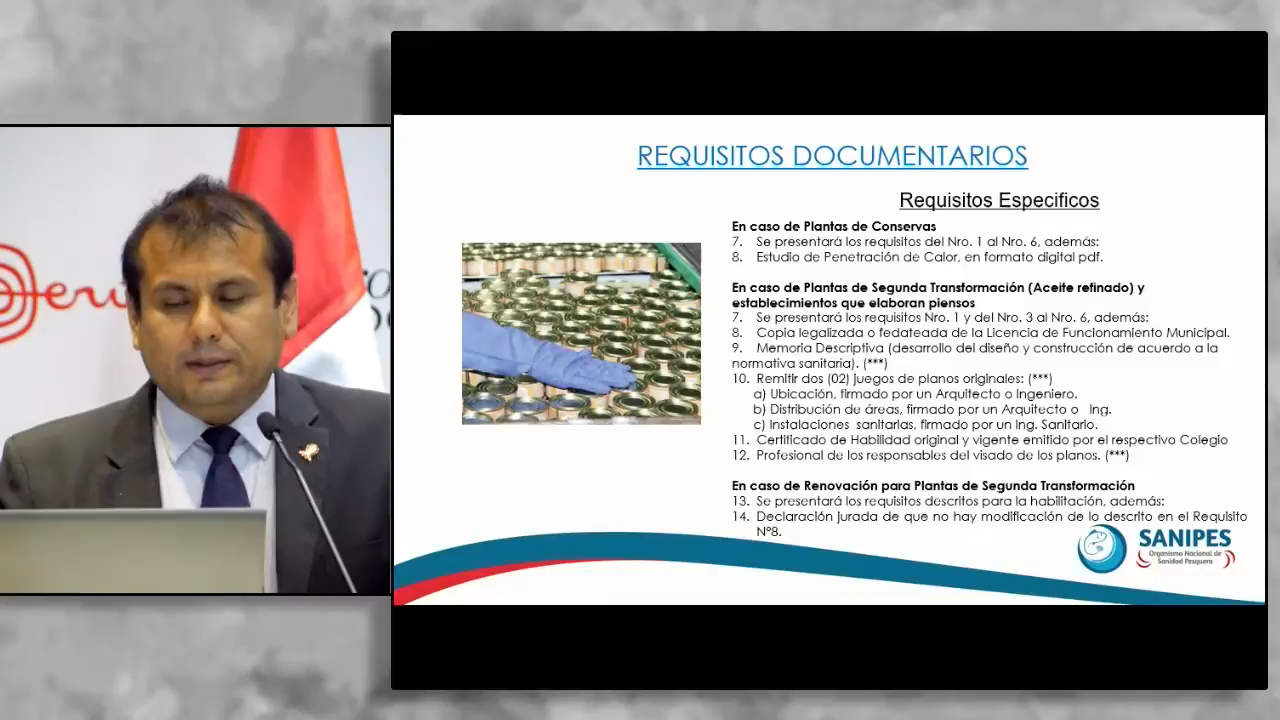 Perú
REQUISITOS DOCUMENTARIOS
Requisitos Especificos
En caso de Plantas de Conservas
7. Se presentará los requisitos del Nro. 1 al Nro. 6, además:
8. Estudio de Penetración de Calor, en formato digital pdf.
En caso de Plantas de Segunda Transformación (Aceite refinado) y
establecimientos que elaboran piensos
7. Se presentará los requisitos Nro. 1 y del Nro. 3 al Nro. 6, además:
8. Copia legalizada o fedateada de la Licencia de Funcionamiento Municipal.
9. Memoria Descriptiva (desarrollo del diseño y construcción de acuerdo a la
normativa sanitaria). (***)
10. Remitir dos (02) juegos de planos originales: (***)
a) Ubicación, firmado por un Arquitecto o Ingeniero.
b) Distribución de áreas, firmado por un Arquitecto o Ing.
c) Instalaciones sanitarias, firmado por un Ing. Sanitario.
11. Certificado de Habilidad original y vigente emitido por el respectivo Colegio
12. Profesional de los responsables del visado de los planos. (***)
En caso de Renovación para Plantas de Segunda Transformación
13. Se presentará los requisitos descritos para la habilitación, además:
14. Declaración jurada de que no hay modificación de lo descrito en el Requisito
N°8.
SANIPES
Organismo Nacional de
Sanidad Pesquera